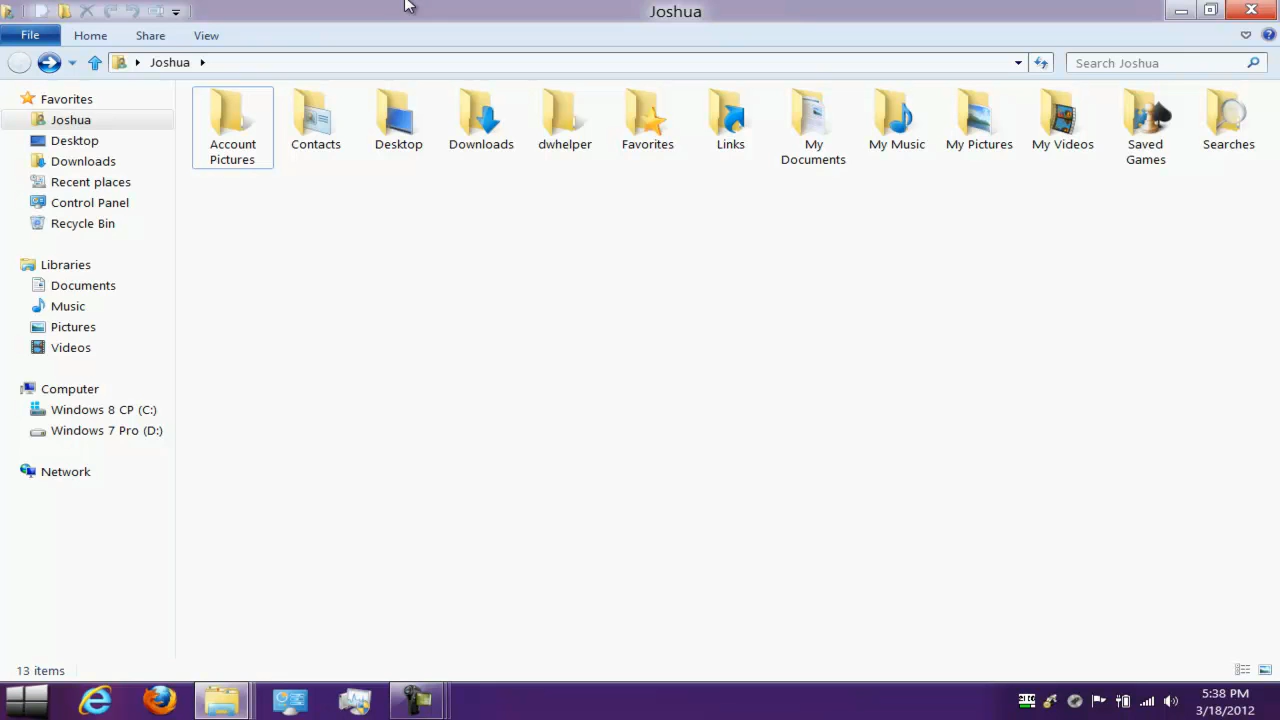 Joshua
File Home Share View
Joshua
Search Joshua
Favorites
Joshua
Desktop
Downloads
Recent places
Control Panel
Recycle Bin
Libraries
Documents
Music
Pictures
Videos
Computer
Windows 8 CP (C:)
Windows 7 Pro (D:)
Network
Account
Pictures
Contacts
Desktop
Downloads
dwhelper
Favorites
Links
My
Documents
My Music
My Pictures
My Videos
Saved
Games
Searches
13 items
5:38 PM
3/18/2012